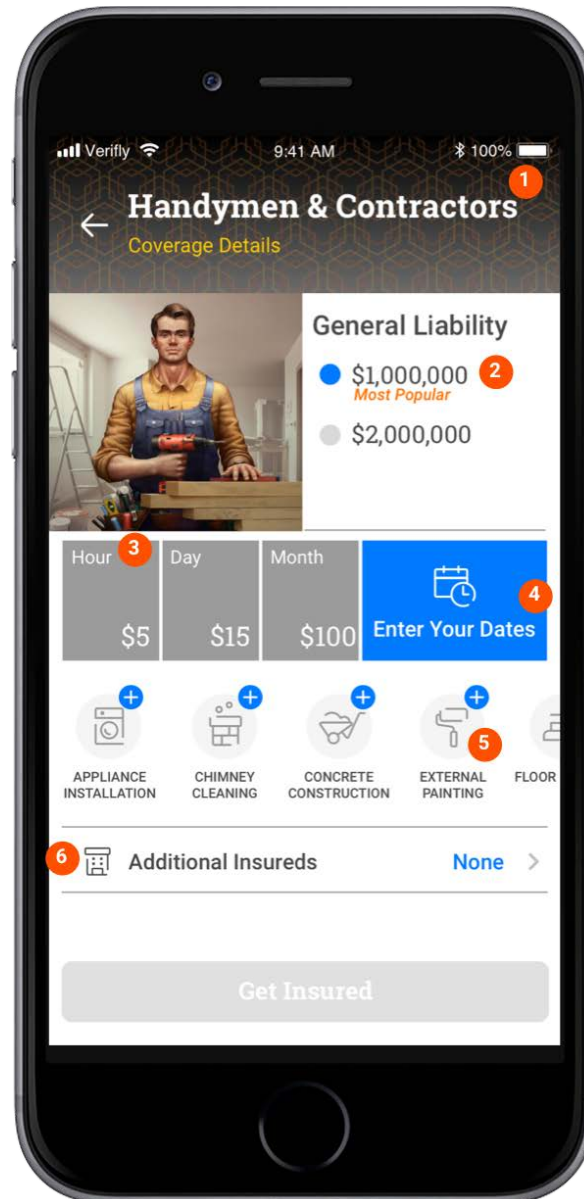 Verifly 9:41 AM 100%
1
Handymen & Contractors
Coverage Details
General Liability
$1,000,000 2
Most Popular
$2,000,000
Hour 3 Day Month
4
$5 $15 $100 Enter Your Dates
5
APPLIANCE INSTALLATION
CHIMNEY CLEANING
CONCRETE CONSTRUCTION
EXTERNAL PAINTING
FLOOR
6 Additional Insureds None >
Get Insured